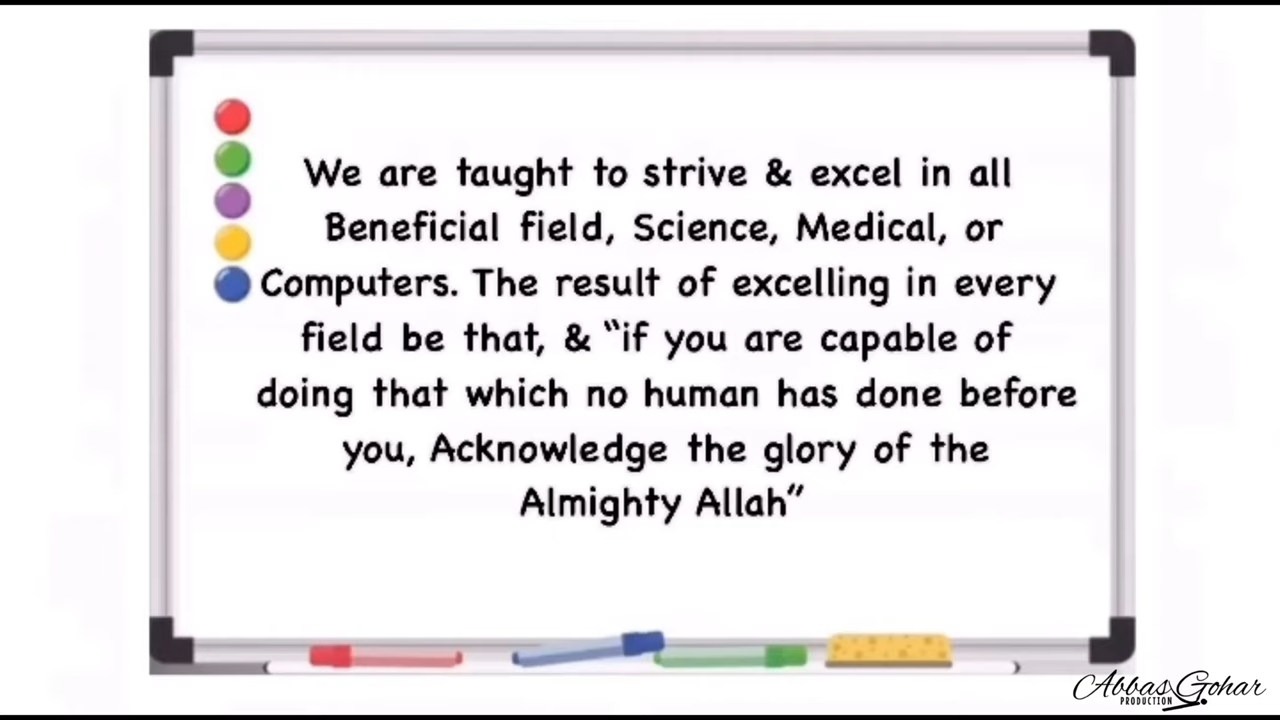 We are taught to strive & excel in all
Beneficial field, Science, Medical, or
Computers. The result of excelling in every
field be that, & “if you are capable of
doing that which no human has done before
you, Acknowledge the glory of the
Almighty Allah”
Abbas Gohar
PRODUCTION